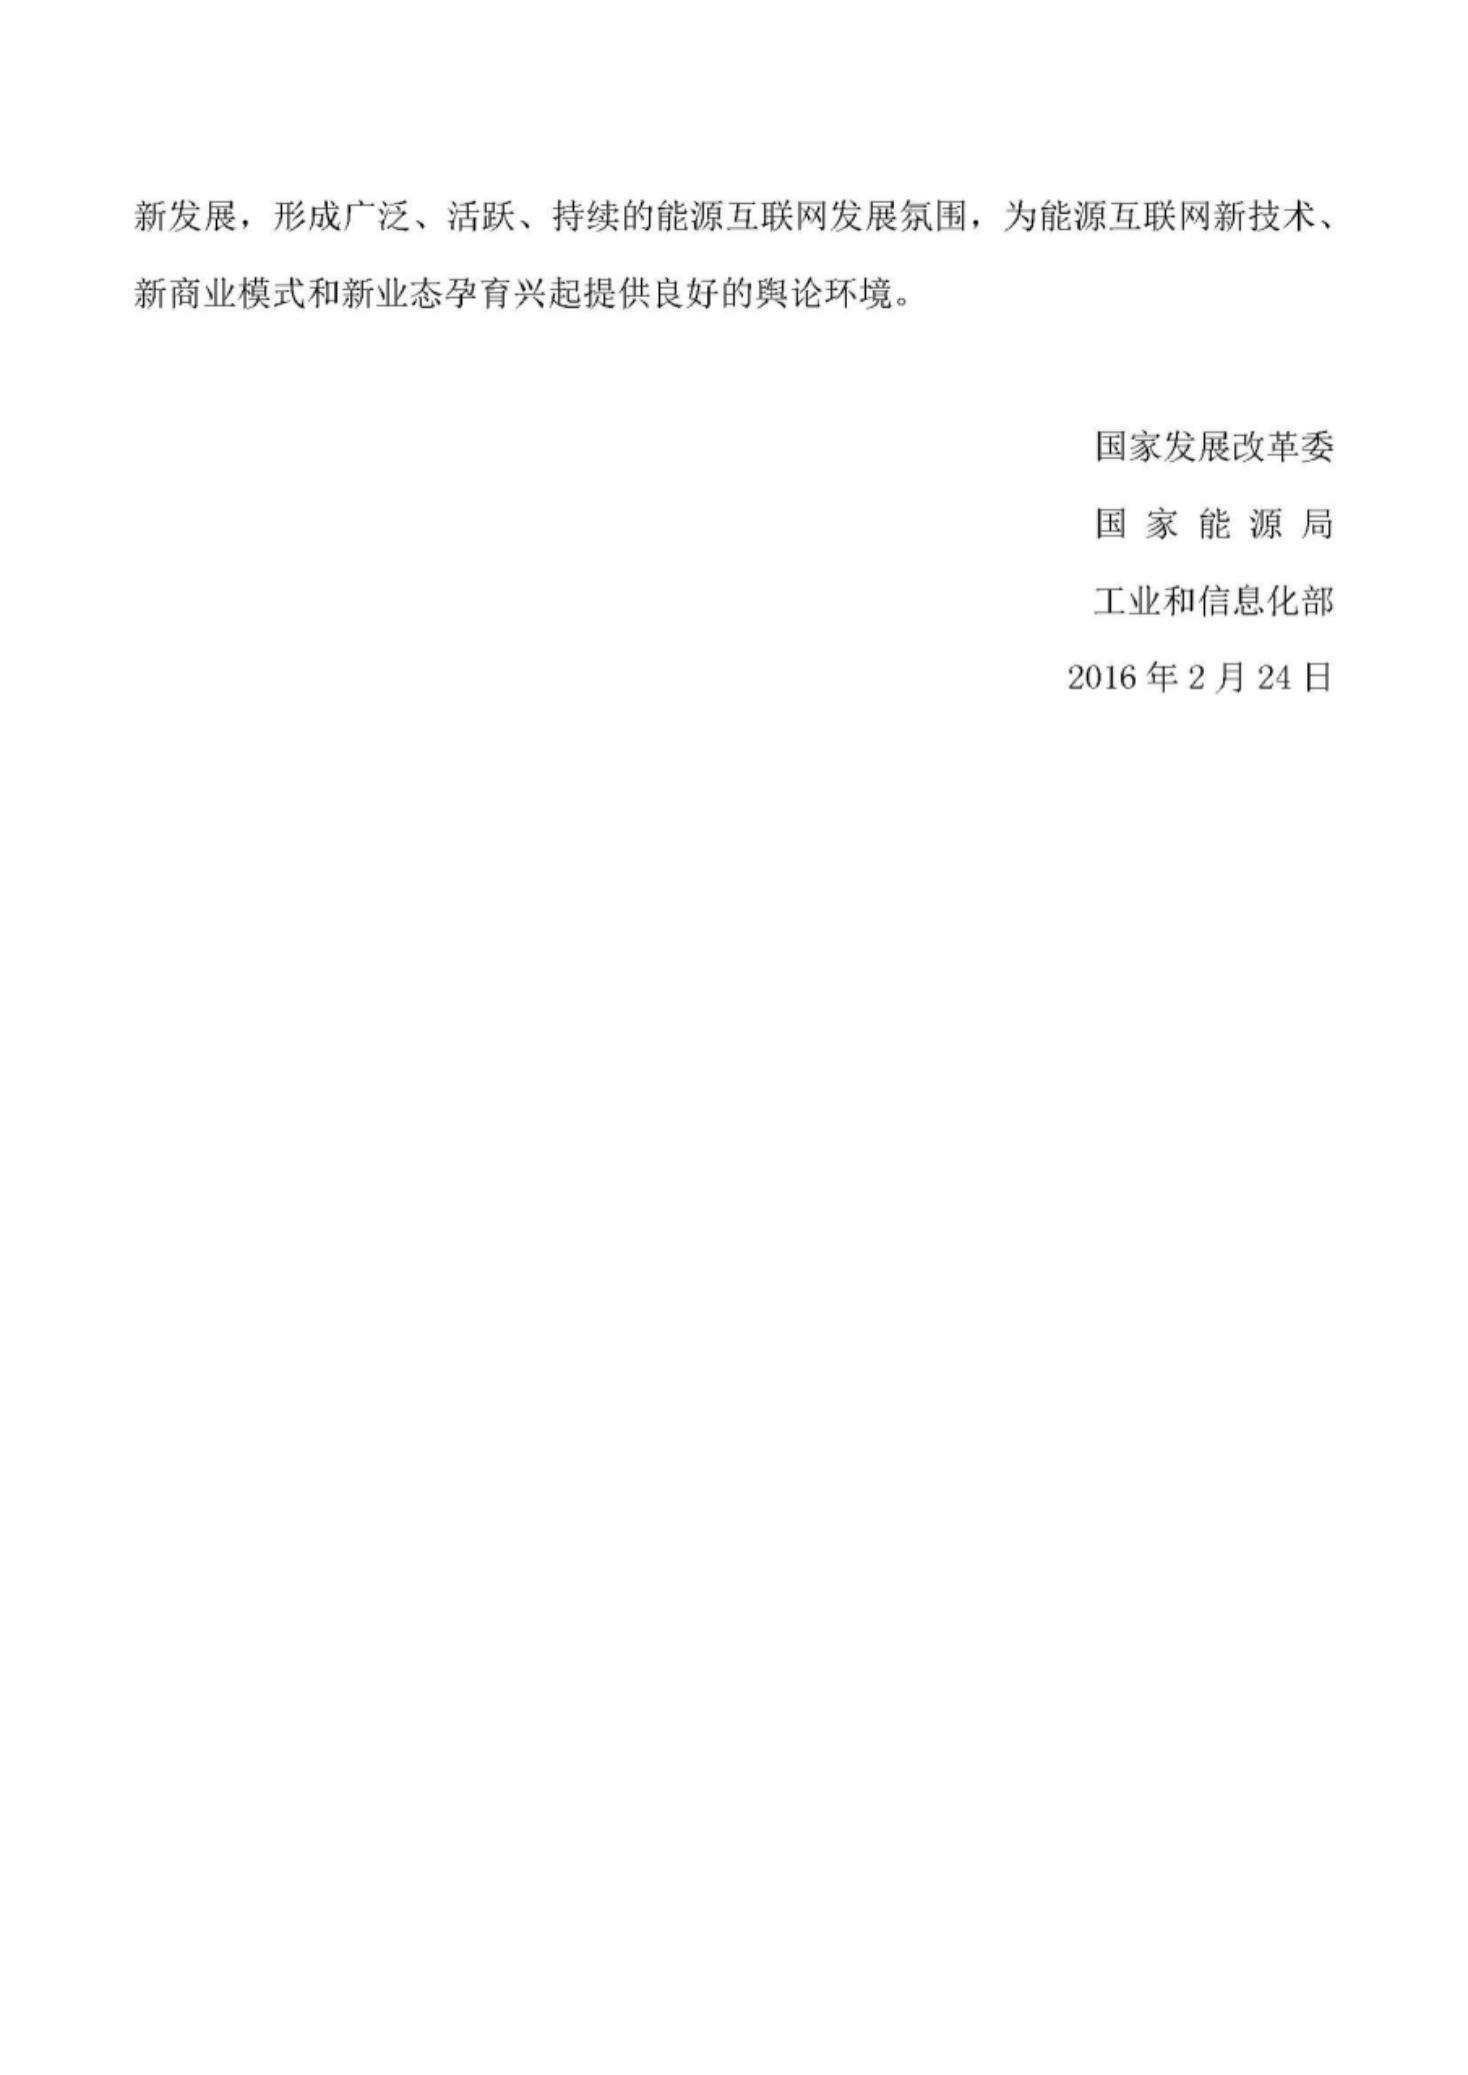 新发展，形成广泛、活跃、持续的能源互联网发展氛围，为能源互联网新技术、
新商业模式和新业态孕育兴起提供良好的舆论环境。
国家发展改革委
国家能源局
工业和信息化部
2016年2月24日